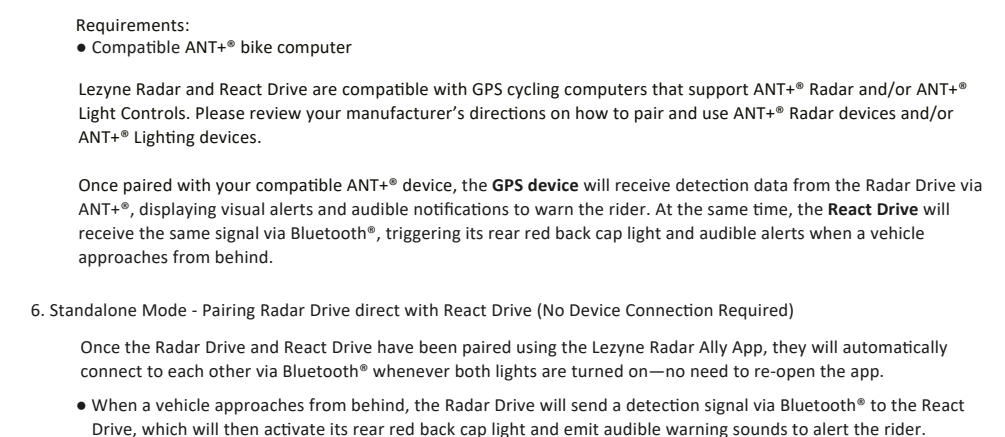 Requirements:
● Compatible ANT+® bike computer
Lezyne Radar and React Drive are compatible with GPS cycling computers that support ANT+® Radar and/or ANT+®
Light Controls. Please review your manufacturer’s directions on how to pair and use ANT+® Radar devices and/or
ANT+® Lighting devices.
Once paired with your compatible ANT+® device, the GPS device will receive detection data from the Radar Drive via
ANT+®, displaying visual alerts and audible notifications to warn the rider. At the same time, the React Drive will
receive the same signal via Bluetooth®, triggering its rear red back cap light and audible alerts when a vehicle
approaches from behind.
6. Standalone Mode - Pairing Radar Drive direct with React Drive (No Device Connection Required)
Once the Radar Drive and React Drive have been paired using the Lezyne Radar Ally App, they will automatically
connect to each other via Bluetooth® whenever both lights are turned on—no need to re-open the app.
● When a vehicle approaches from behind, the Radar Drive will send a detection signal via Bluetooth® to the React
Drive, which will then activate its rear red back cap light and emit audible warning sounds to alert the rider.